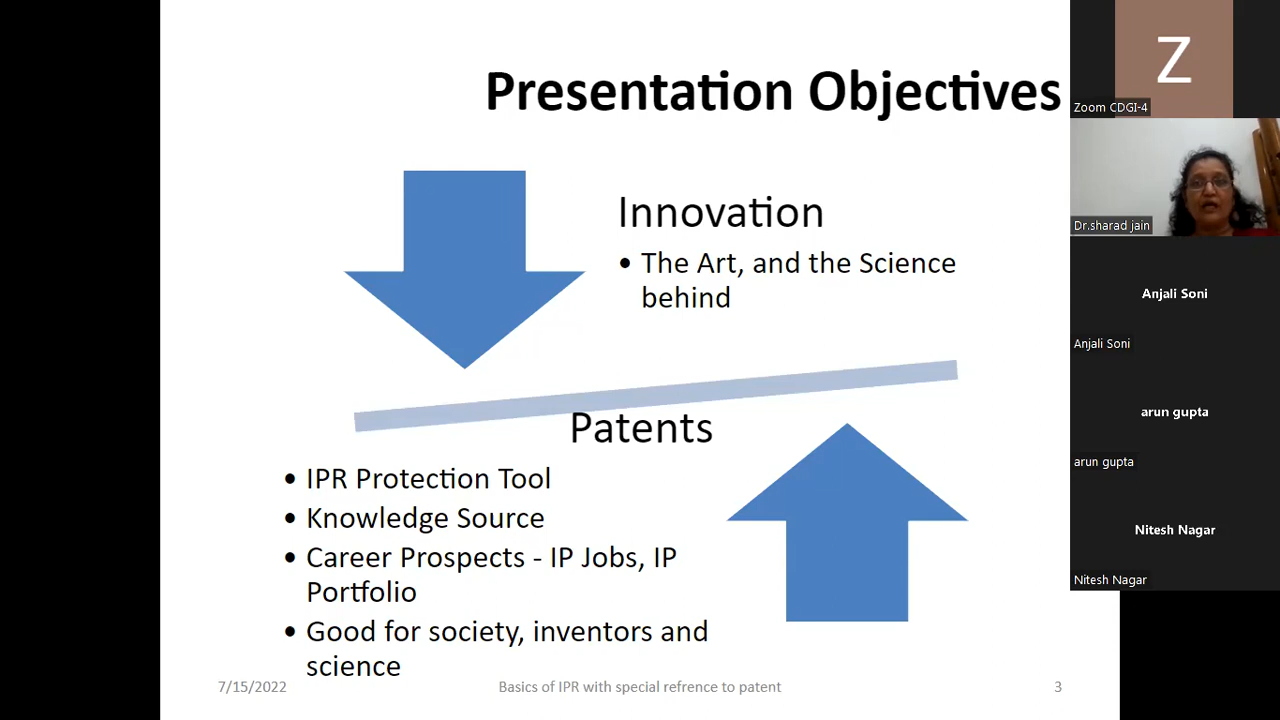 Presentation Objectives
Innovation
• The Art, and the Science
behind
Patents
• IPR Protection Tool
• Knowledge Source
• Career Prospects - IP Jobs, IP
Portfolio
• Good for society, inventors and
science
7/15/2022
Basics of IPR with special refrence to patent
3
Z
Zoom CDGI-4
Dr.sharad jain
Anjali Soni
Anjali Soni
arun gupta
arun gupta
Nitesh Nagar
Nitesh Nagar